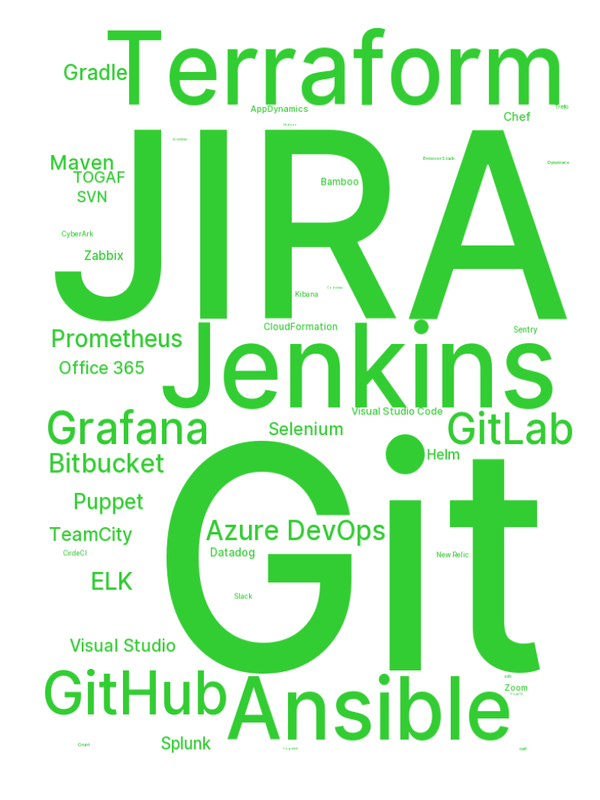 Terraform
Gradle
AppDynamics
Chef
JIRA
Maven
Bamboo
TOGAF
SVN
CyberArk
Zabbix
Kibana
CloudFormation
Sentry
Prometheus
Jenkins
Office 365
Visual Studio Code
Grafana
Selenium
GitLab
Bitbucket
Helm
Git
Puppet
Azure DevOps
TeamCity
Datadog
CircleCI
New Relic
ELK
Slack
Visual Studio
GitHub
Ansible
Zoom
Splunk